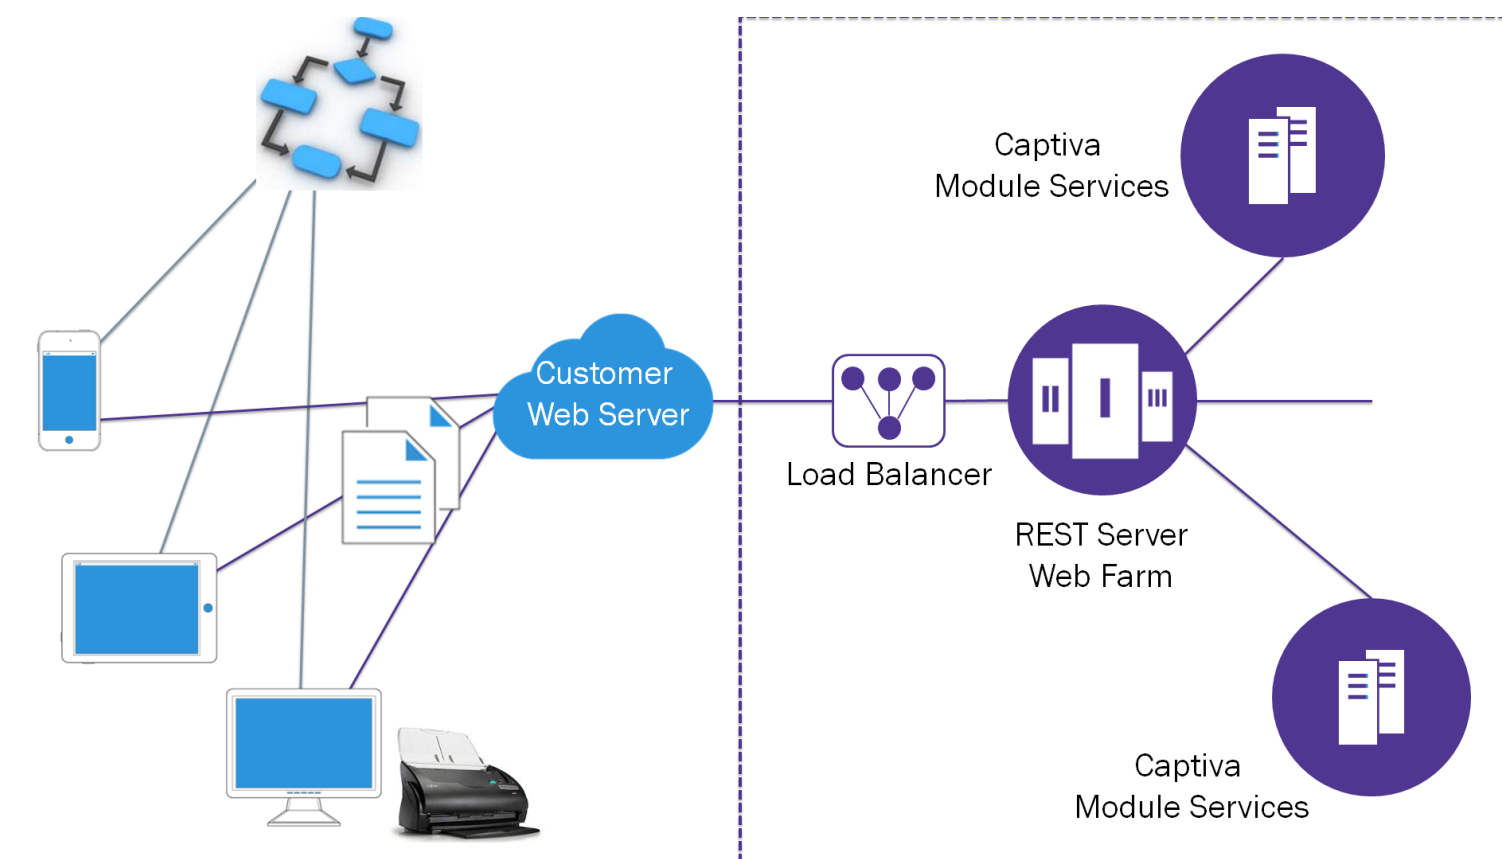 Captiva
Module Services
Customer
Web Server
Load Balancer
REST Server
Web Farm
Captiva
Module Services